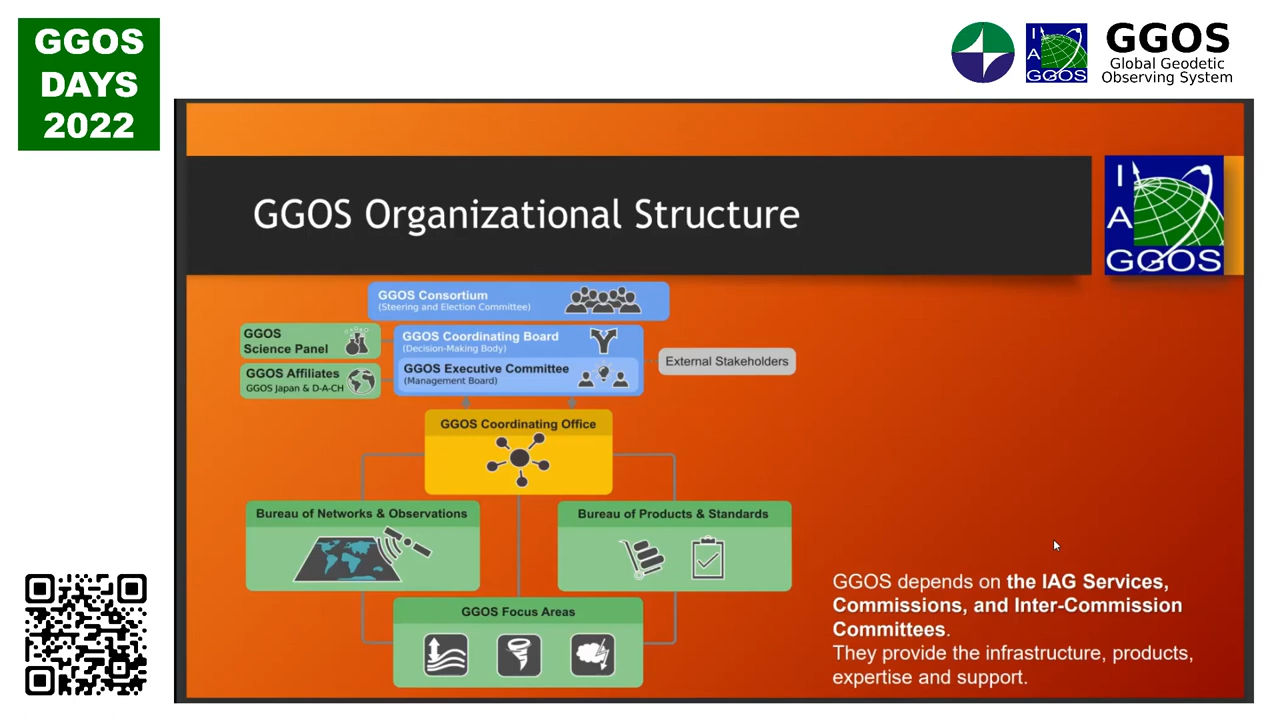 GGOS
DAYS
2022
GGOS
Global Geodetic
Observing System
I
A
GGOS
GGOS Organizational Structure
I
A
GGOS
GGOS Consortium
(Steering and Election Committee)
GGOS
Science Panel
GGOS Coordinating Board
(Decision-Making Body)
GGOS Affiliates
GGOS Japan & D-A-CH
GGOS Executive Committee
(Management Board)
External Stakeholders
GGOS Coordinating Office
Bureau of Networks & Observations
Bureau of Products & Standards
GGOS Focus Areas
GGOS depends on the IAG Services,
Commissions, and Inter-Commission
Committees.
They provide the infrastructure, products,
expertise and support.